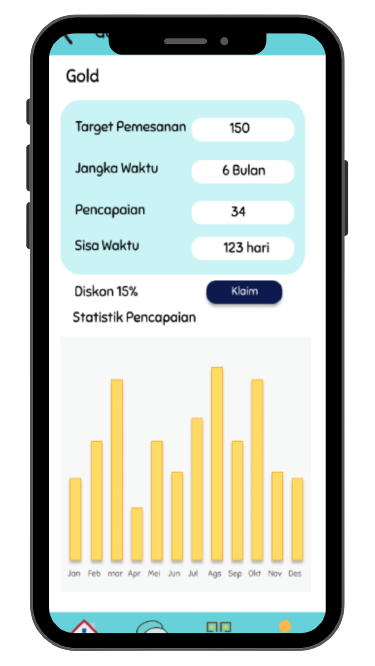 Gold
Target Pemesanan 150
Jangka Waktu 6 Bulan
Pencapaian 34
Sisa Waktu 123 hari
Diskon 15% Klaim
Statistik Pencapaian
Jan Feb mar Apr Mei Jun Jul Ags Sep Okt Nov Des